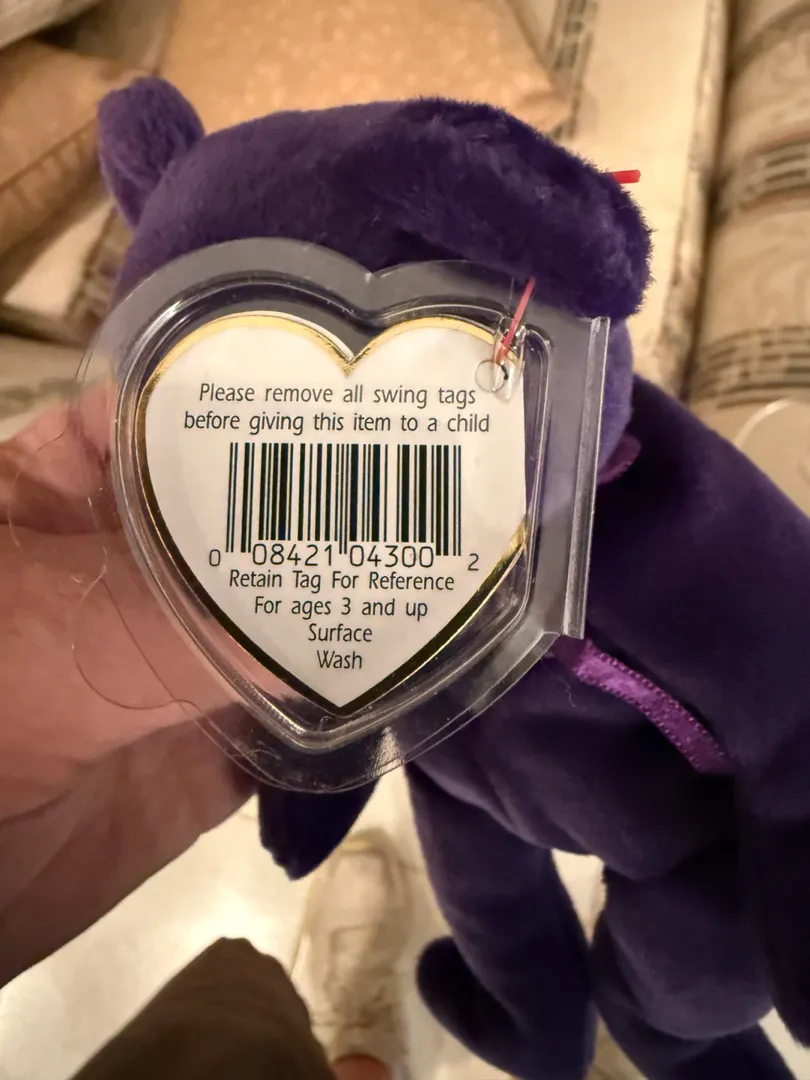 Please remove all swing tags
before giving this item to a child
0 08421 04300 2
Retain Tag For Reference
For ages 3 and up
Surface
Wash